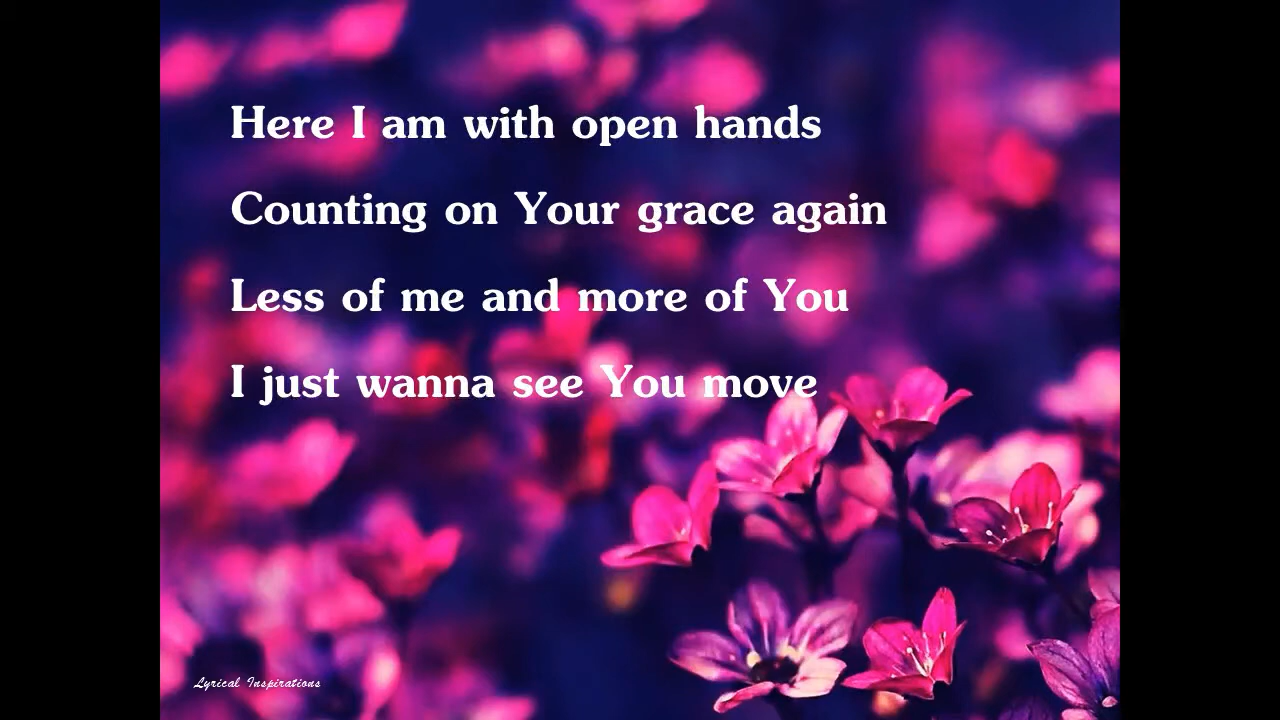 Here I am with open hands
Counting on Your grace again
Less of me and more of You
I just wanna see You move
Lyrical Inspirations